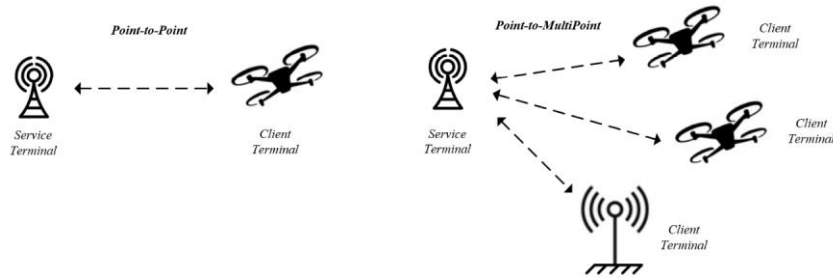 Point-to-Point
Service
Terminal
Client
Terminal
Point-to-MultiPoint
Client
Terminal
Service
Terminal
Client
Terminal
Client
Terminal